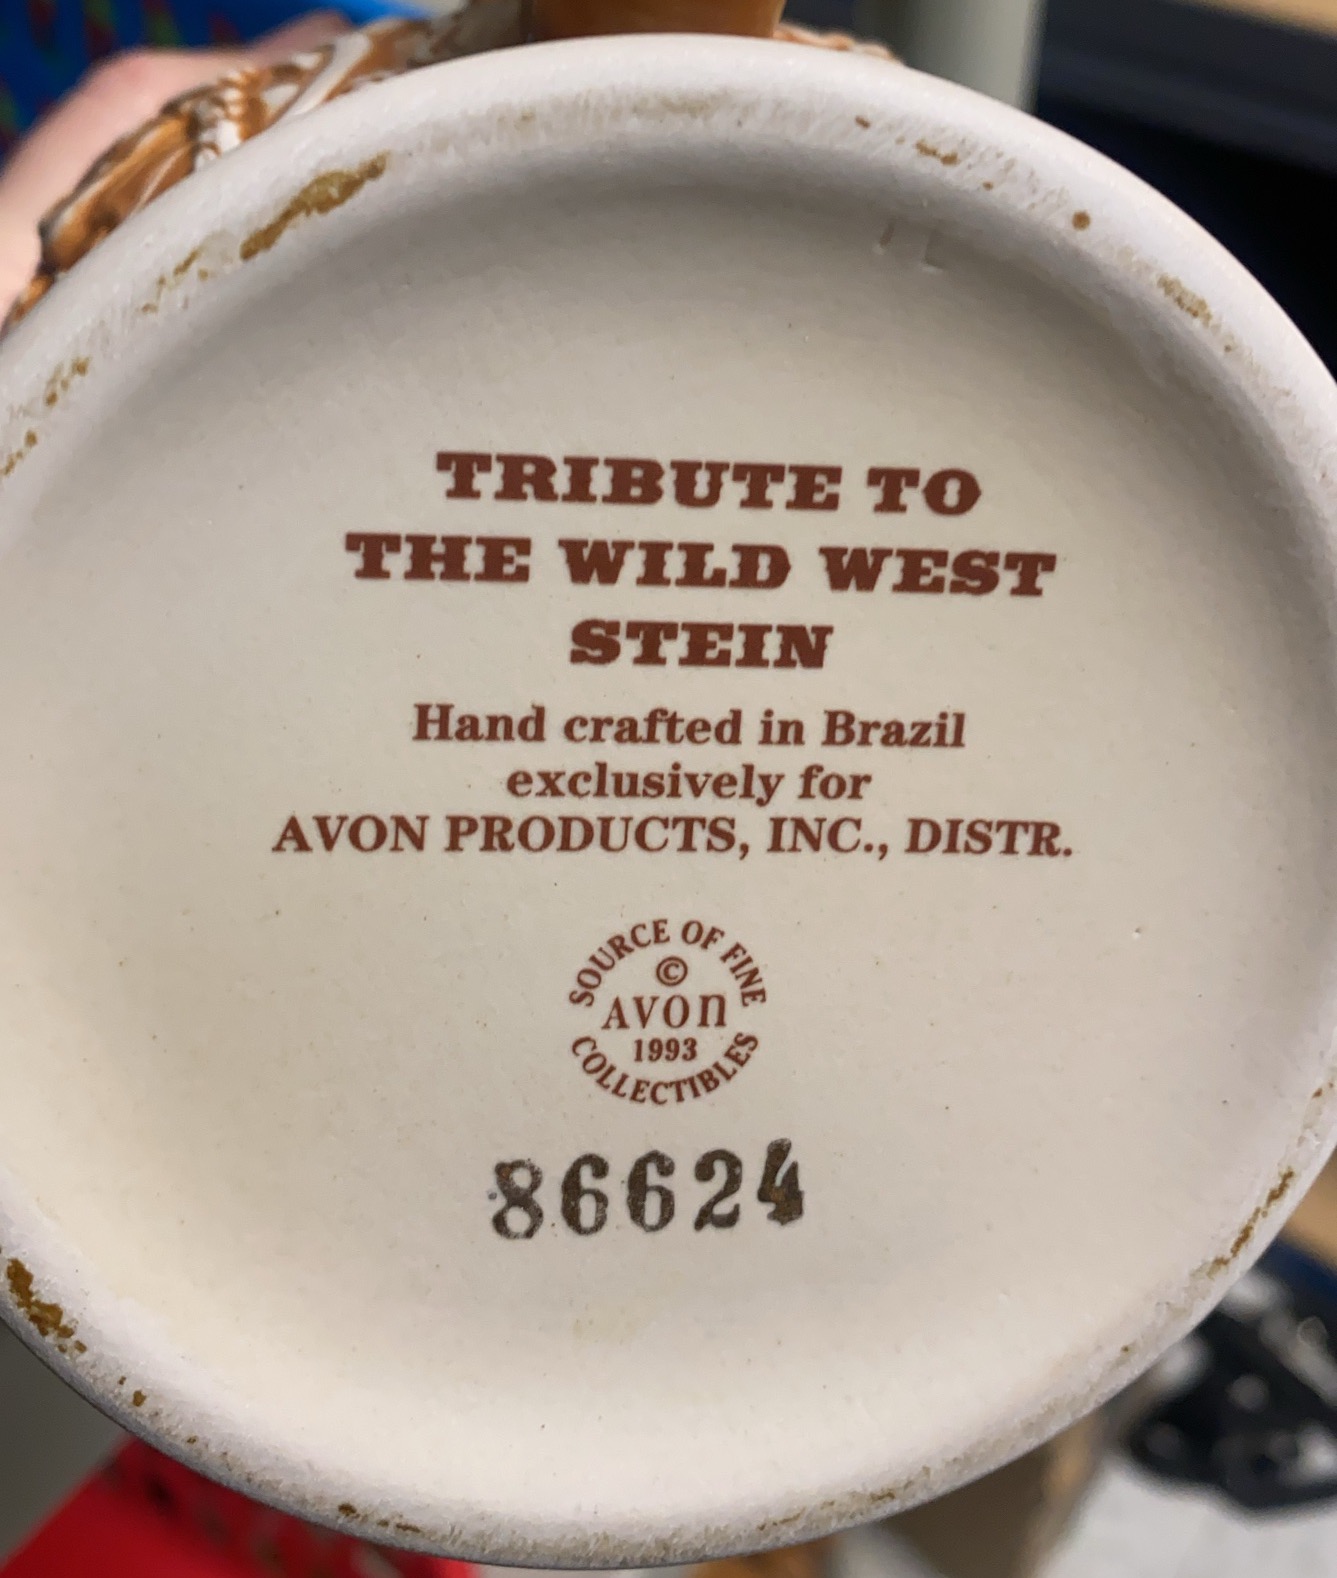 TRIBUTE TO
THE WILD WEST
STEIN
Hand crafted in Brazil
exclusively for
AVON PRODUCTS, INC., DISTR.
SOURCE OF FINE
©
AVON
1993
COLLECTIBLES
86624